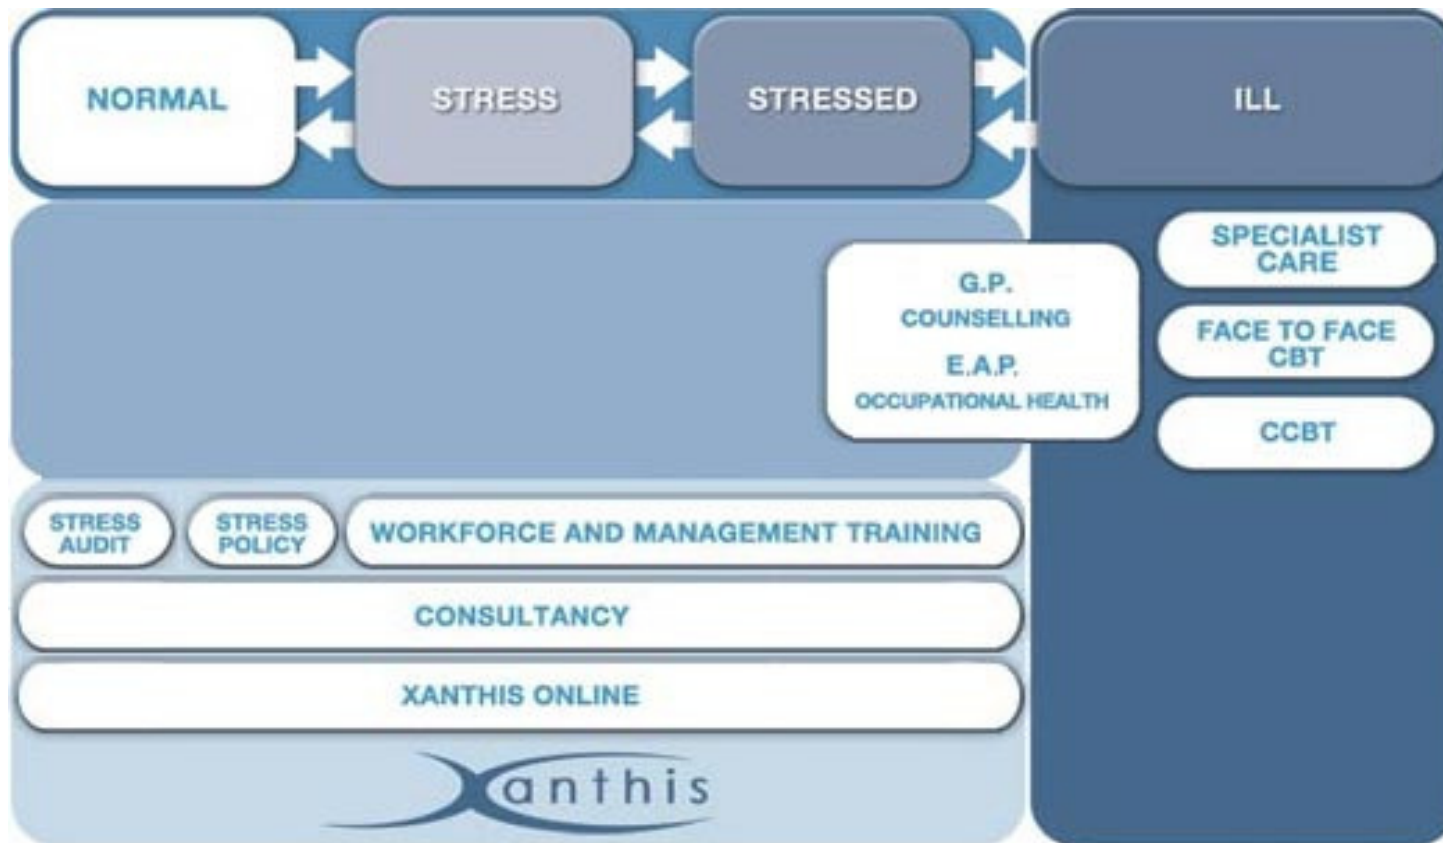 NORMAL
STRESS
STRESSED
ILL
G.P.
COUNSELLING
E.A.P.
OCCUPATIONAL HEALTH
SPECIALIST
CARE
FACE TO FACE
CBT
CCBT
STRESS
AUDIT
STRESS
POLICY
WORKFORCE AND MANAGEMENT TRAINING
CONSULTANCY
XANTHIS ONLINE
Xanthis